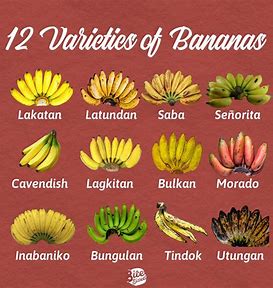 12 Varieties of Bananas
Lakatan Latundan Saba Señorita
Cavendish Lagkitan Bulkan Morado
Inabaniko Bungulan Tindok Utungan
Bite